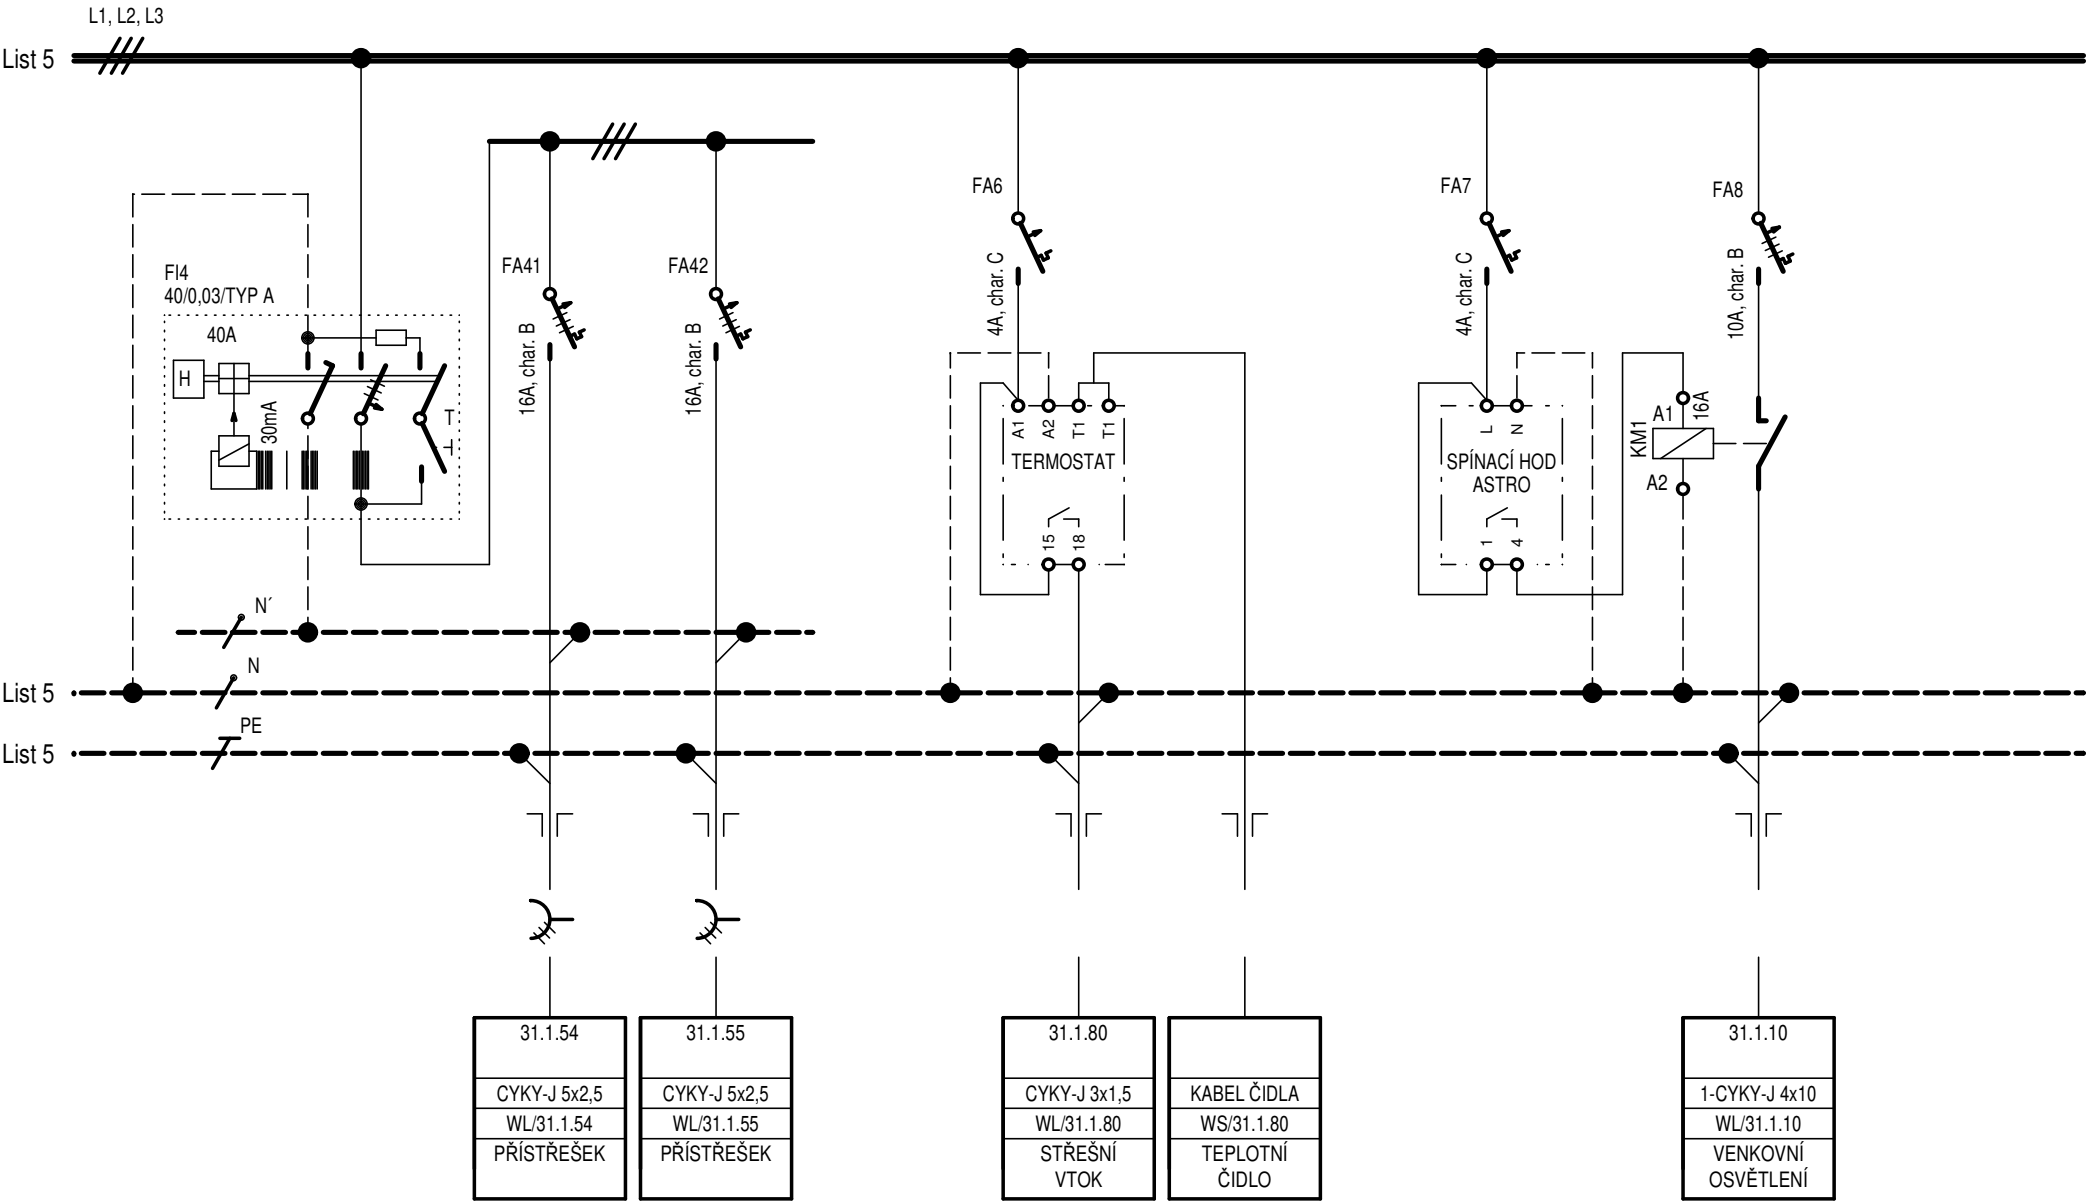 L1, L2, L3
List 5
FI4
40/0,03/TYP A
40A
H
30mA
T
T
FA41
16A, char. B
FA42
16A, char. B
FA6
4A, char. C
A1
A2
T1
T1
TERMOSTAT
15
18
FA7
4A, char. C
L
N
SPÍNACÍ HOD
ASTRO
1
4
KM1
A1
16A
A2
FA8
10A, char. B
N´
List 5
N
List 5
PE
31.1.54
CYKY-J 5x2,5
WL/31.1.54
PŘÍSTŘEŠEK
31.1.55
CYKY-J 5x2,5
WL/31.1.55
PŘÍSTŘEŠEK
31.1.80
CYKY-J 3x1,5
WL/31.1.80
STŘEŠNÍ
VTOK
KABEL ČIDLA
WS/31.1.80
TEPLOTNÍ
ČIDLO
31.1.10
1-CYKY-J 4x10
WL/31.1.10
VENKOVNÍ
OSVĚTLENÍ